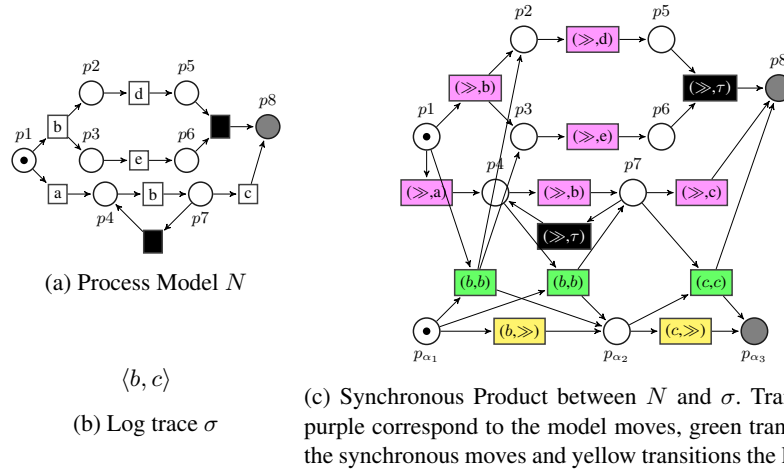 p2
p5
d
p8
p1
b
p3
p6
e
a
b
c
p4
p7
(a) Process Model N
⟨b, c⟩
(b) Log trace σ
p2
p5
(≫,d)
p8
(≫,b)
(≫,τ)
p1
p3
p6
(≫,e)
p4
p7
(≫,a)
(≫,b)
(≫,c)
(≫,τ)
(b,b)
(b,b)
(c,c)
(b,≫)
(c,≫)
pα1
pα2
pα3
(c) Synchronous Product between N and σ.
purple correspond to the model moves, green
the synchronous moves and yellow transitions the